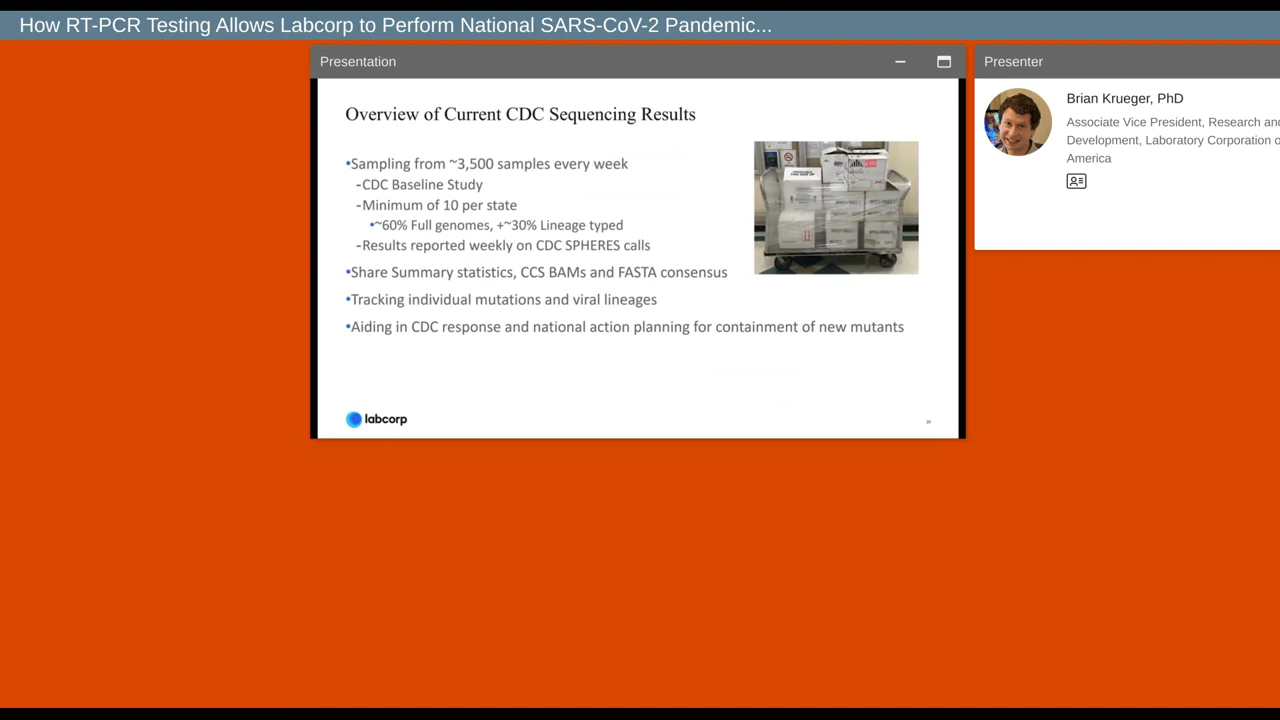 How RT-PCR Testing Allows Labcorp to Perform National SARS-CoV-2 Pandemic...
Presentation
Overview of Current CDC Sequencing Results
•Sampling from ~3,500 samples every week
-CDC Baseline Study
-Minimum of 10 per state
•~60% Full genomes, +~30% Lineage typed
-Results reported weekly on CDC SPHERES calls
•Share Summary statistics, CCS BAMs and FASTA consensus
•Tracking individual mutations and viral lineages
•Aiding in CDC response and national action planning for containment of new mutants
labcorp
Presenter
Brian Krueger, PhD
Associate Vice President, Research and
Development, Laboratory Corporation o
America